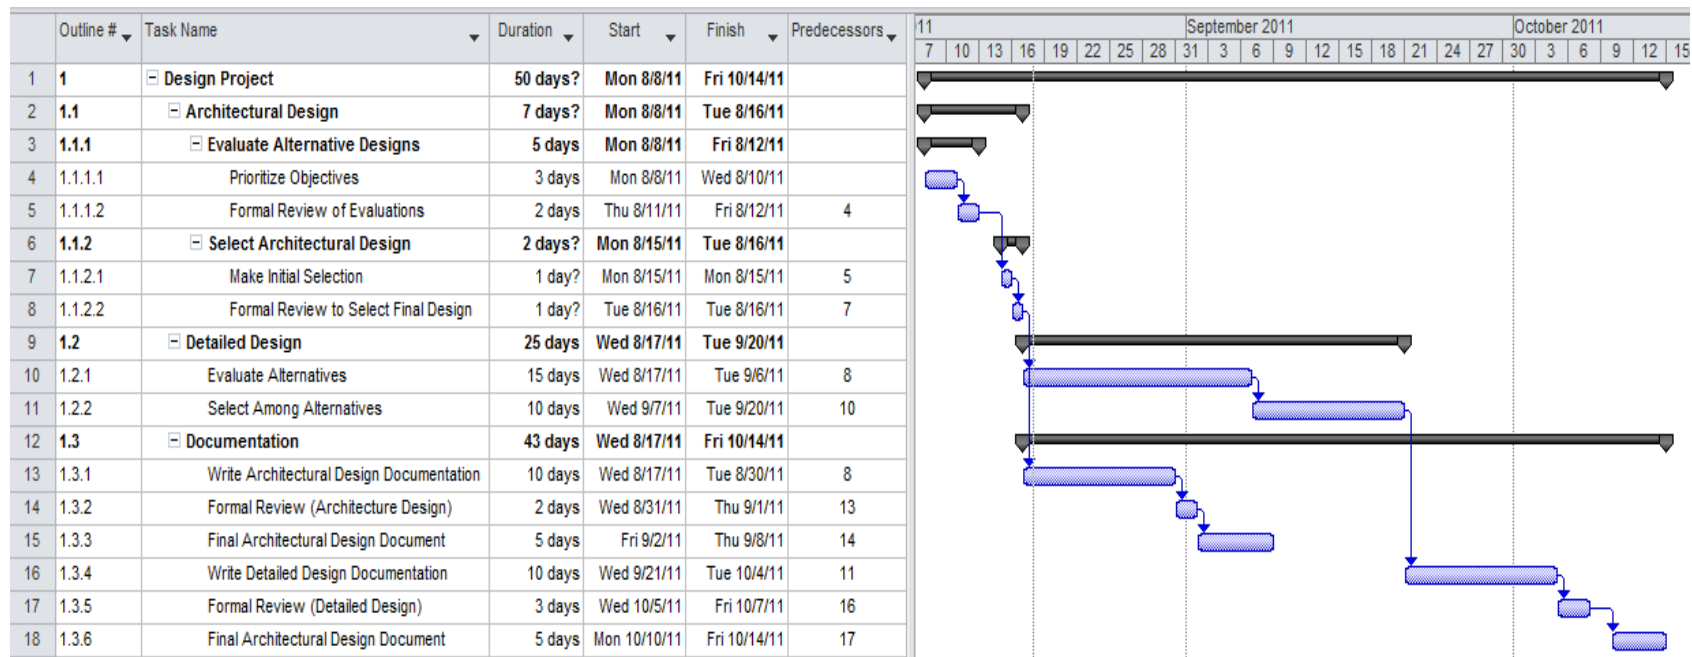 Outline # Task Name Duration Start Finish Predecessors 11 September 2011 October 2011
7 10 13 16 19 22 25 28 31 3 6 9 12 15 18 21 24 27 30 3 6 9 12 15
1 1 Design Project 50 days? Mon 8/8/11 Fri 10/14/11
2 1.1 Architectural Design 7 days? Mon 8/8/11 Tue 8/16/11
3 1.1.1 Evaluate Alternative Designs 5 days Mon 8/8/11 Fri 8/12/11
4 1.1.1.1 Prioritize Objectives 3 days Mon 8/8/11 Wed 8/10/11
5 1.1.1.2 Formal Review of Evaluations 2 days Thu 8/11/11 Fri 8/12/11 4
6 1.1.2 Select Architectural Design 2 days? Mon 8/15/11 Tue 8/16/11
7 1.1.2.1 Make Initial Selection 1 day? Mon 8/15/11 Mon 8/15/11 5
8 1.1.2.2 Formal Review to Select Final Design 1 day? Tue 8/16/11 Tue 8/16/11 7
9 1.2 Detailed Design 25 days Wed 8/17/11 Tue 9/20/11
10 1.2.1 Evaluate Alternatives 15 days Wed 8/17/11 Tue 9/6/11 8
11 1.2.2 Select Among Alternatives 10 days Wed 9/7/11 Tue 9/20/11 10
12 1.3 Documentation 43 days Wed 8/17/11 Fri 10/14/11
13 1.3.1 Write Architectural Design Documentation 10 days Wed 8/17/11 Tue 8/30/11 8
14 1.3.2 Formal Review (Architecture Design) 2 days Wed 8/31/11 Thu 9/1/11 13
15 1.3.3 Final Architectural Design Document 5 days Fri 9/2/11 Thu 9/8/11 14
16 1.3.4 Write Detailed Design Documentation 10 days Wed 9/21/11 Tue 10/4/11 11
17 1.3.5 Formal Review (Detailed Design) 3 days Wed 10/5/11 Fri 10/7/11 16
18 1.3.6 Final Architectural Design Document 5 days Mon 10/10/11 Fri 10/14/11 17